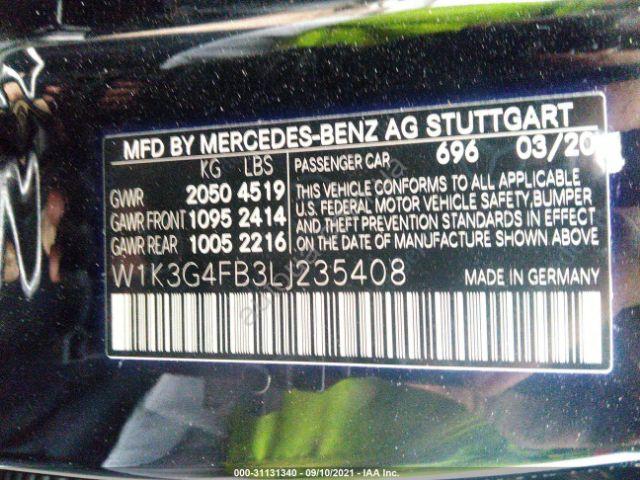 MFD BY MERCEDES-BENZ AG STUTTGART
KG LBS PASSENGER CAR 696 03/20
GVWR 2050 4519
GAWR FRONT 1095 2414
GAWR REAR 1005 2216
THIS VEHICLE CONFORMS TO ALL APPLICABLE
U.S. FEDERAL MOTOR VEHICLE SAFETY, BUMPER
AND THEFT PREVENTION STANDARDS IN EFFECT
ON THE DATE OF MANUFACTURE SHOWN ABOVE.
W1K3G4FB3LJ235408 MADE IN GERMANY
000-31131340 - 09/10/2021 - IAA Inc.